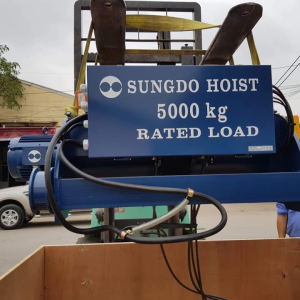 SUNGDO HOIST
5000 kg
RATED LOAD